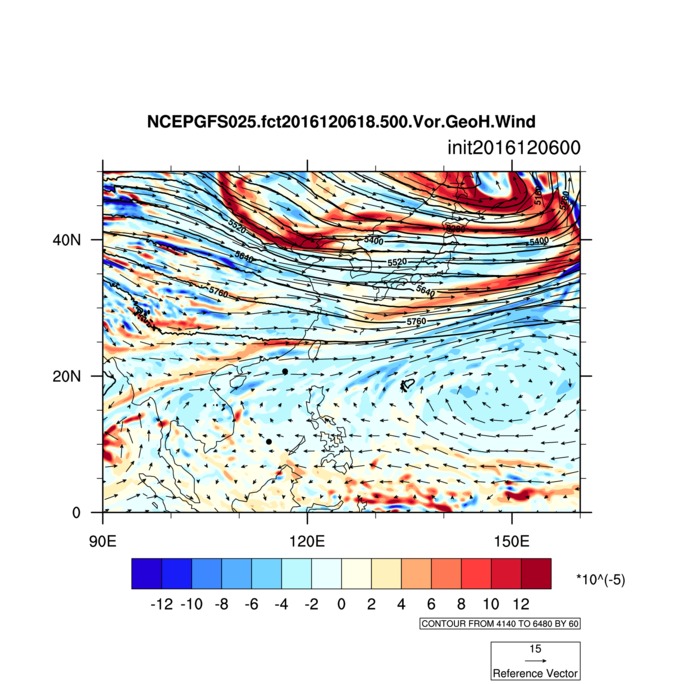 NCEPGFS025.fct2016120618.500.Vor.GeoH.Wind
init2016120600
5520
5640
5760
5400
5520
5640
5760
5400
40N
20N
0
90E
120E
150E
-12 -10 -8 -6 -4 -2 0 2 4 6 8 10 12
*10^(-5)
CONTOUR FROM 4140 TO 6480 BY 60
15
Reference Vector